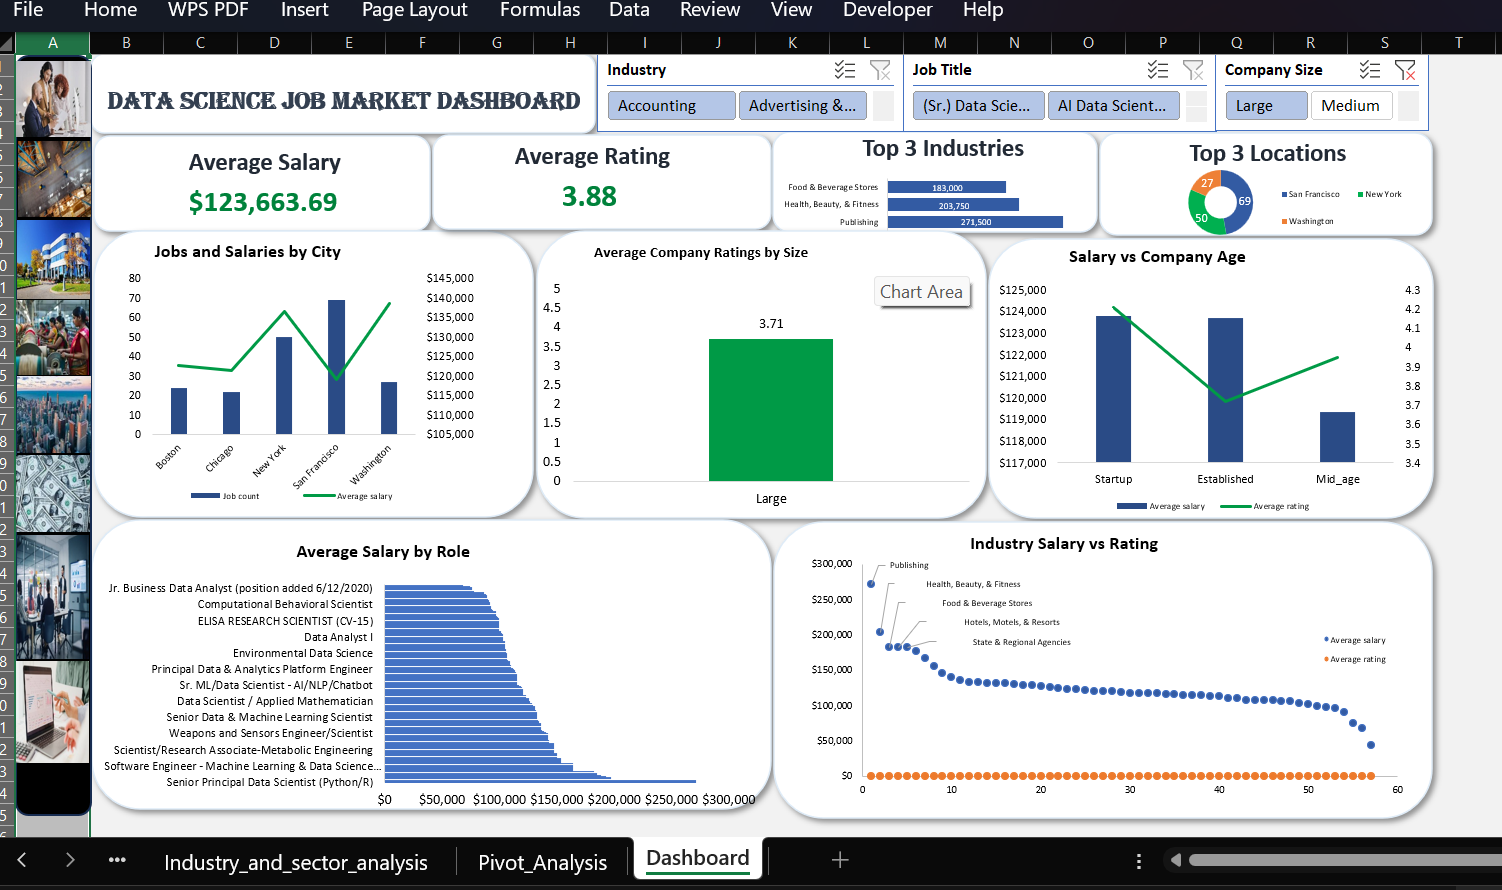 File Home WPS PDF Insert Page Layout Formulas Data Review View Developer Help
A B C D E F G H I J K L M N O P Q R S T
DATA SCIENCE JOB MARKET DASHBOARD
Industry
Accounting Advertising &...
Job Title
(Sr.) Data Scie... AI Data Scient...
Company Size
Large Medium
Average Salary
$123,663.69
Average Rating
3.88
Top 3 Industries
Food & Beverage Stores 183,000
Health, Beauty, & Fitness 203,750
Publishing 271,500
Top 3 Locations
27 69 50
San Francisco New York
Washington
Jobs and Salaries by City
80 $145,000
70 $140,000
60 $135,000
50 $130,000
40 $125,000
30 $120,000
20 $115,000
10 $110,000
0 $105,000
Boston Chicago New York San Francisco Washington
Job count Average salary
Average Company Ratings by Size
Chart Area
5
4.5
4
3.5
3
2.5
2
1.5
1
0.5
0
3.71
Large
Salary vs Company Age
$125,000 4.3
$124,000 4.2
$123,000 4.1
$122,000 4
$121,000 3.9
$120,000 3.8
$119,000 3.7
$118,000 3.6
$117,000 3.5
3.4
Startup Established Mid_age
Average salary Average rating
Average Salary by Role
Jr. Business Data Analyst (position added 6/12/2020)
Computational Behavioral Scientist
ELISA RESEARCH SCIENTIST (CV-15)
Data Analyst I
Environmental Data Science
Principal Data & Analytics Platform Engineer
Sr. ML/Data Scientist - AI/NLP/Chatbot
Data Scientist / Applied Mathematician
Senior Data & Machine Learning Scientist
Weapons and Sensors Engineer/Scientist
Scientist/Research Associate-Metabolic Engineering
Software Engineer - Machine Learning & Data Science...
Senior Principal Data Scientist (Python/R)
$0 $50,000 $100,000 $150,000 $200,000 $250,000 $300,000
Industry Salary vs Rating
$300,000
$250,000
$200,000
$150,000
$100,000
$50,000
$0
Publishing
Health, Beauty, & Fitness
Food & Beverage Stores
Hotels, Motels, & Resorts
State & Regional Agencies
Average salary
Average rating
0 10 20 30 40 50 60
Industry_and_sector_analysis Pivot_Analysis Dashboard